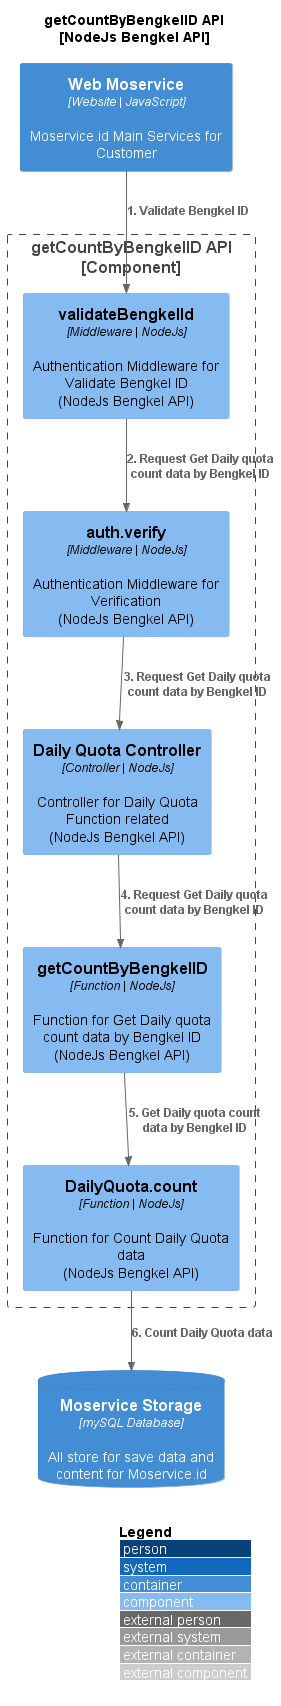 getCountByBengkelID API
[NodeJs Bengkel API]
Web Moservice
[Website | JavaScript]
Moservice.id Main Services for
Customer
1. Validate Bengkel ID
getCountByBengkelID API
[Component]
validateBengkelId
[Middleware | NodeJs]
Authentication Middleware for
Validate Bengkel ID
(NodeJs Bengkel API)
2. Request Get Daily quota
count data by Bengkel ID
auth.verify
[Middleware | NodeJs]
Authentication Middleware for
Verification
(NodeJs Bengkel API)
3. Request Get Daily quota
count data by Bengkel ID
Daily Quota Controller
[Controller | NodeJs]
Controller for Daily Quota
Function related
(NodeJs Bengkel API)
4. Request Get Daily quota
count data by Bengkel ID
getCountByBengkelID
[Function | NodeJs]
Function for Get Daily quota
count data by Bengkel ID
(NodeJs Bengkel API)
5. Get Daily quota count
data by Bengkel ID
DailyQuota.count
[Function | NodeJs]
Function for Count Daily Quota
data
(NodeJs Bengkel API)
6. Count Daily Quota data
Moservice Storage
[mySQL Database]
All store for save data and
content for Moservice.id
Legend
person
system
container
component
external person
external system
external container
external component